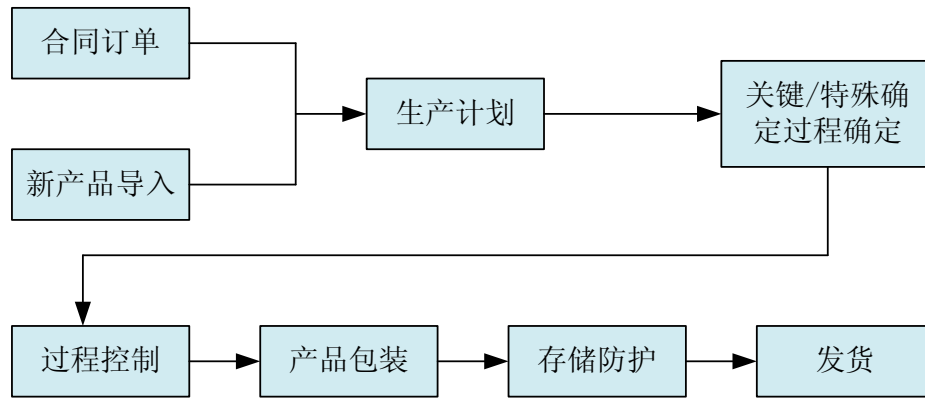 合同订单
新产品导入
生产计划
关键/特殊确
定过程确定
过程控制
产品包装
存储防护
发货